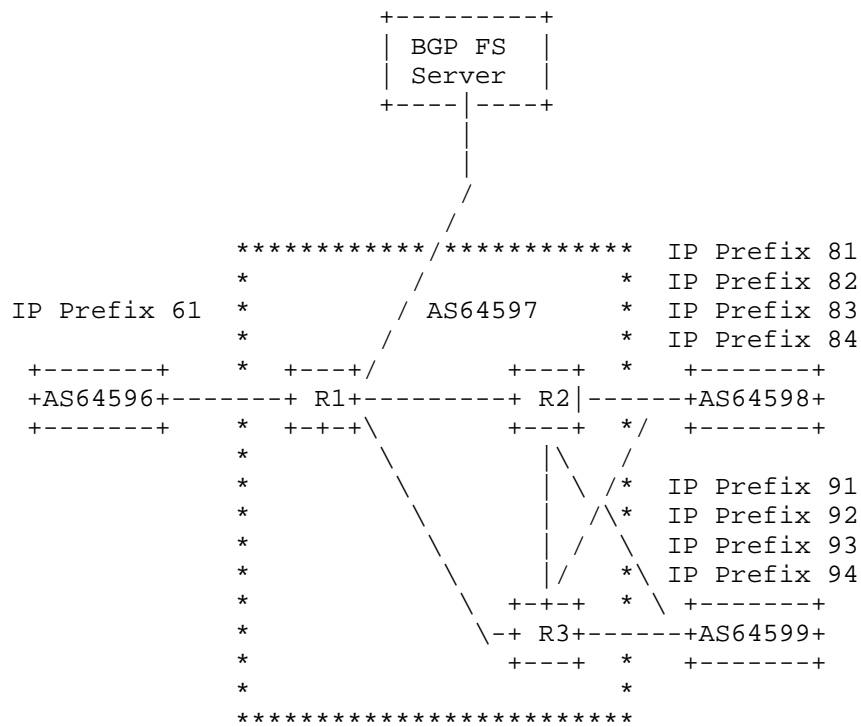 BGP FS
Server
IP Prefix 81
IP Prefix 82
IP Prefix 61 AS64597 IP Prefix 83
IP Prefix 84
AS64596 R1 R2 AS64598
IP Prefix 91
IP Prefix 92
IP Prefix 93
IP Prefix 94
R3 AS64599